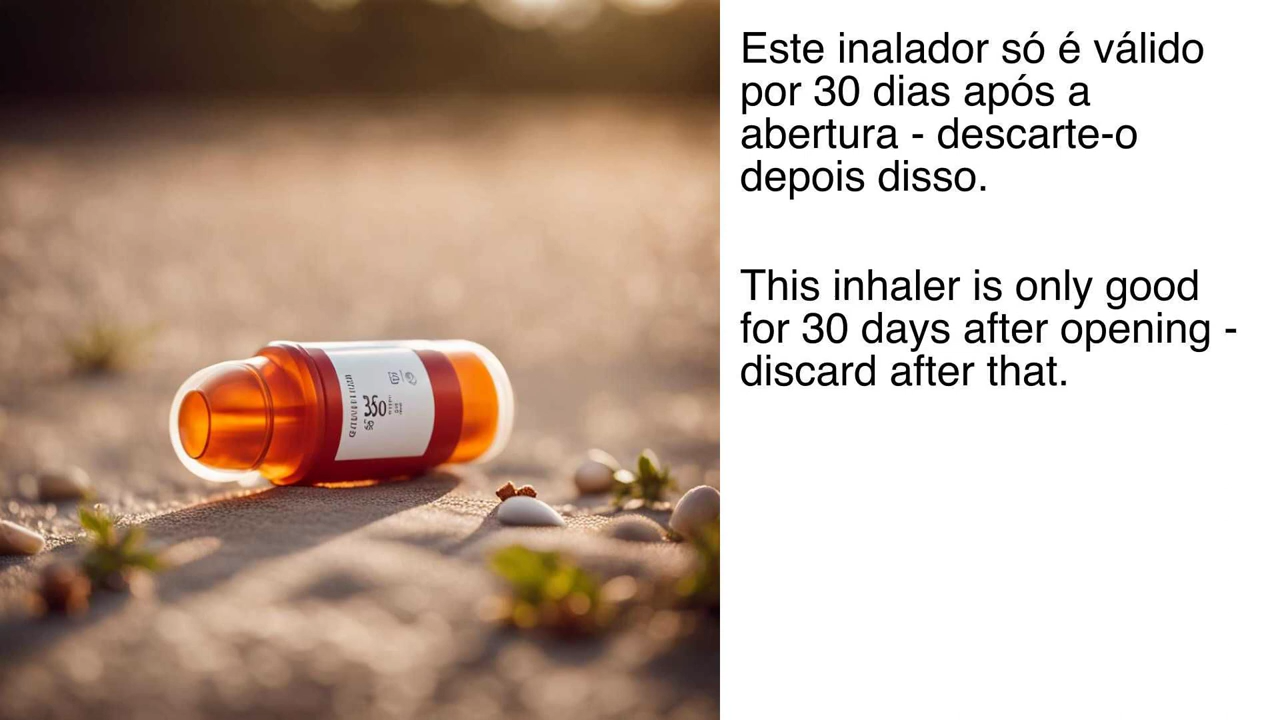 Este inalador só é válido
por 30 dias após a
abertura - descarte-o
depois disso.
This inhaler is only good
for 30 days after opening -
discard after that.
350